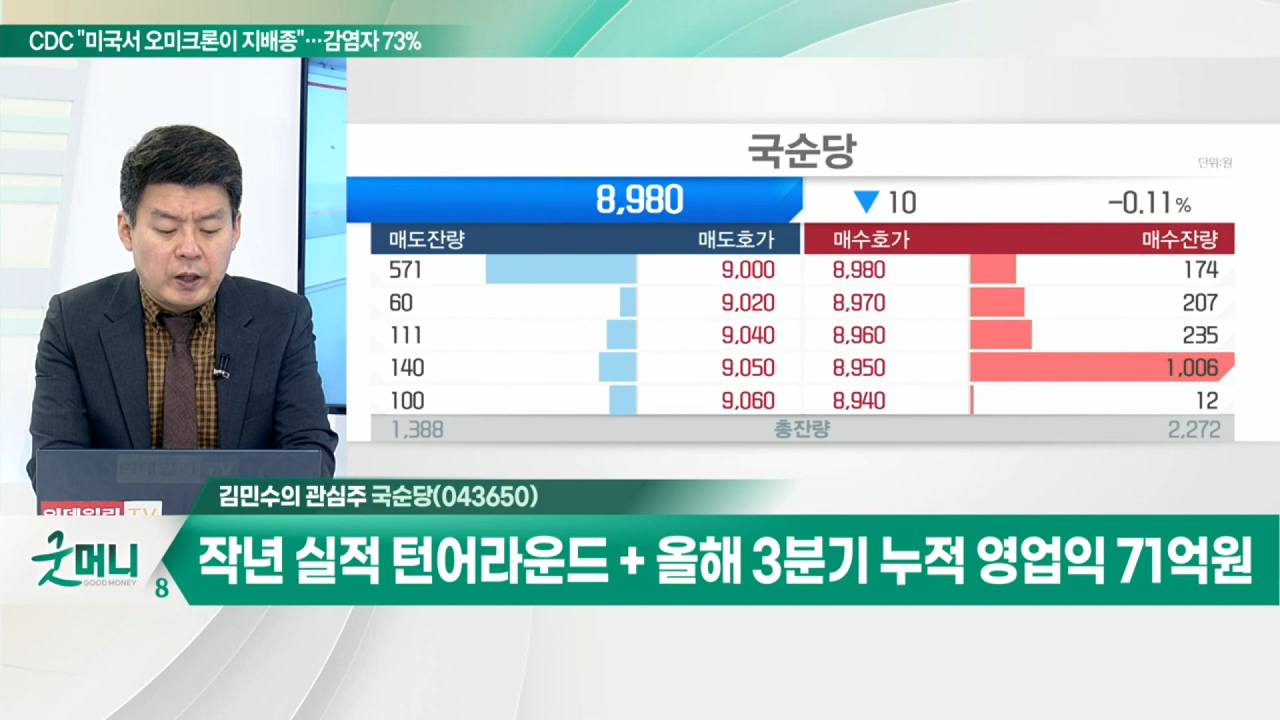 CDC "미국서 오미크론이 지배종"…감염자 73%
국순당
단위:원
8,980 ▼ 10 -0.11%
매도잔량 매도호가 매수호가 매수잔량
571 9,000 8,980 174
60 9,020 8,970 207
111 9,040 8,960 235
140 9,050 8,950 1,006
100 9,060 8,940 12
1,388 총잔량 2,272
김민수의 관심주 국순당(043650)
작년 실적 턴어라운드 + 올해 3분기 누적 영업익 71억원
굿머니
GOOD MONEY
8